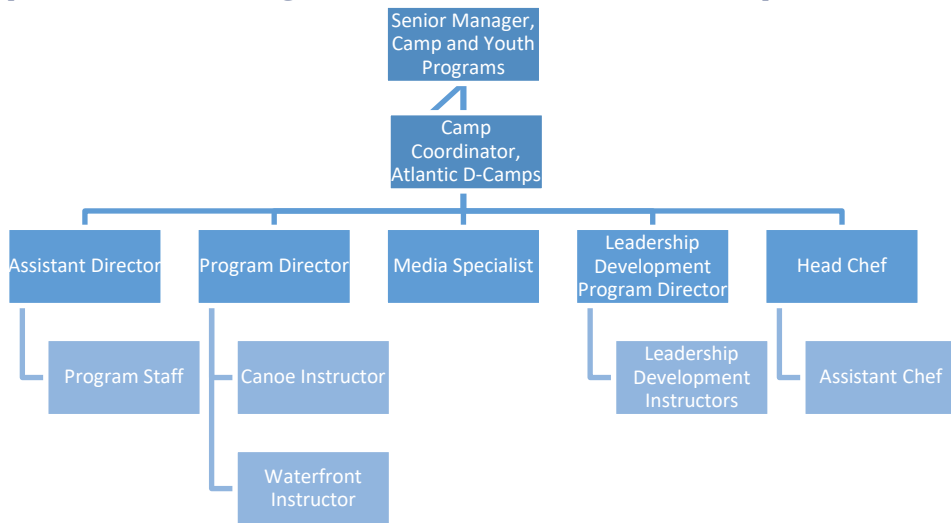 Senior Manager,
Camp and Youth
Programs
Camp
Coordinator,
Atlantic D-Camps
Assistant Director
Program Director
Media Specialist
Leadership
Development
Program Director
Head Chef
Program Staff
Canoe Instructor
Leadership
Development
Instructors
Assistant Chef
Waterfront
Instructor